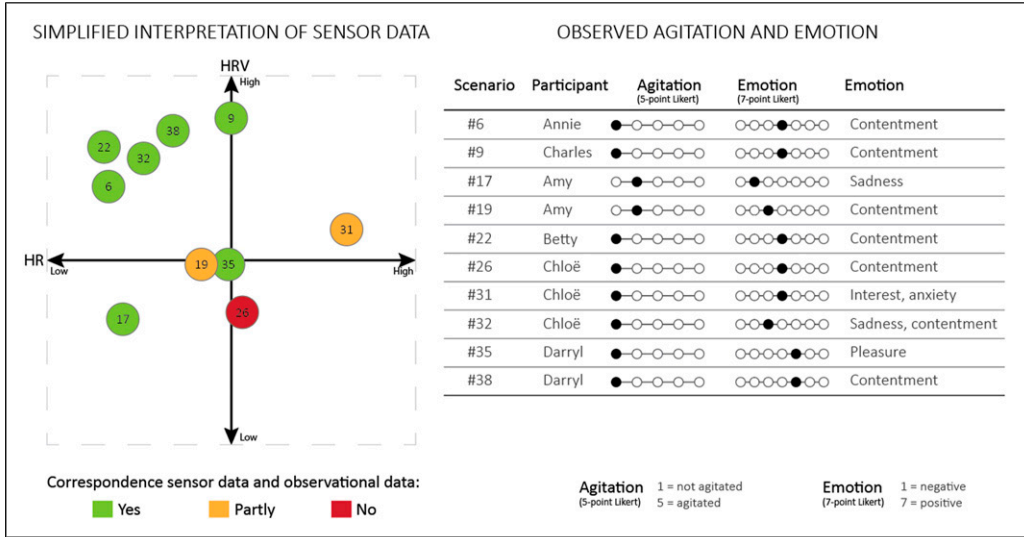 SIMPLIFIED INTERPRETATION OF SENSOR DATA
HRV
High
9
38
22
32
6
31
HR
Low
High
19
35
17
26
Low
Correspondence sensor data and observational data:
Yes
Partly
No
OBSERVED AGITATION AND EMOTION
Scenario Participant Agitation Emotion Emotion
(5-point Likert) (7-point Likert)
#6 Annie Contentment
#9 Charles Contentment
#17 Amy Sadness
#19 Amy Contentment
#22 Betty Contentment
#26 Chloë Contentment
#31 Chloë Interest, anxiety
#32 Chloë Sadness, contentment
#35 Darryl Pleasure
#38 Darryl Contentment
Agitation 1 = not agitated
(5-point Likert) 5 = agitated
Emotion 1 = negative
(7-point Likert) 7 = positive